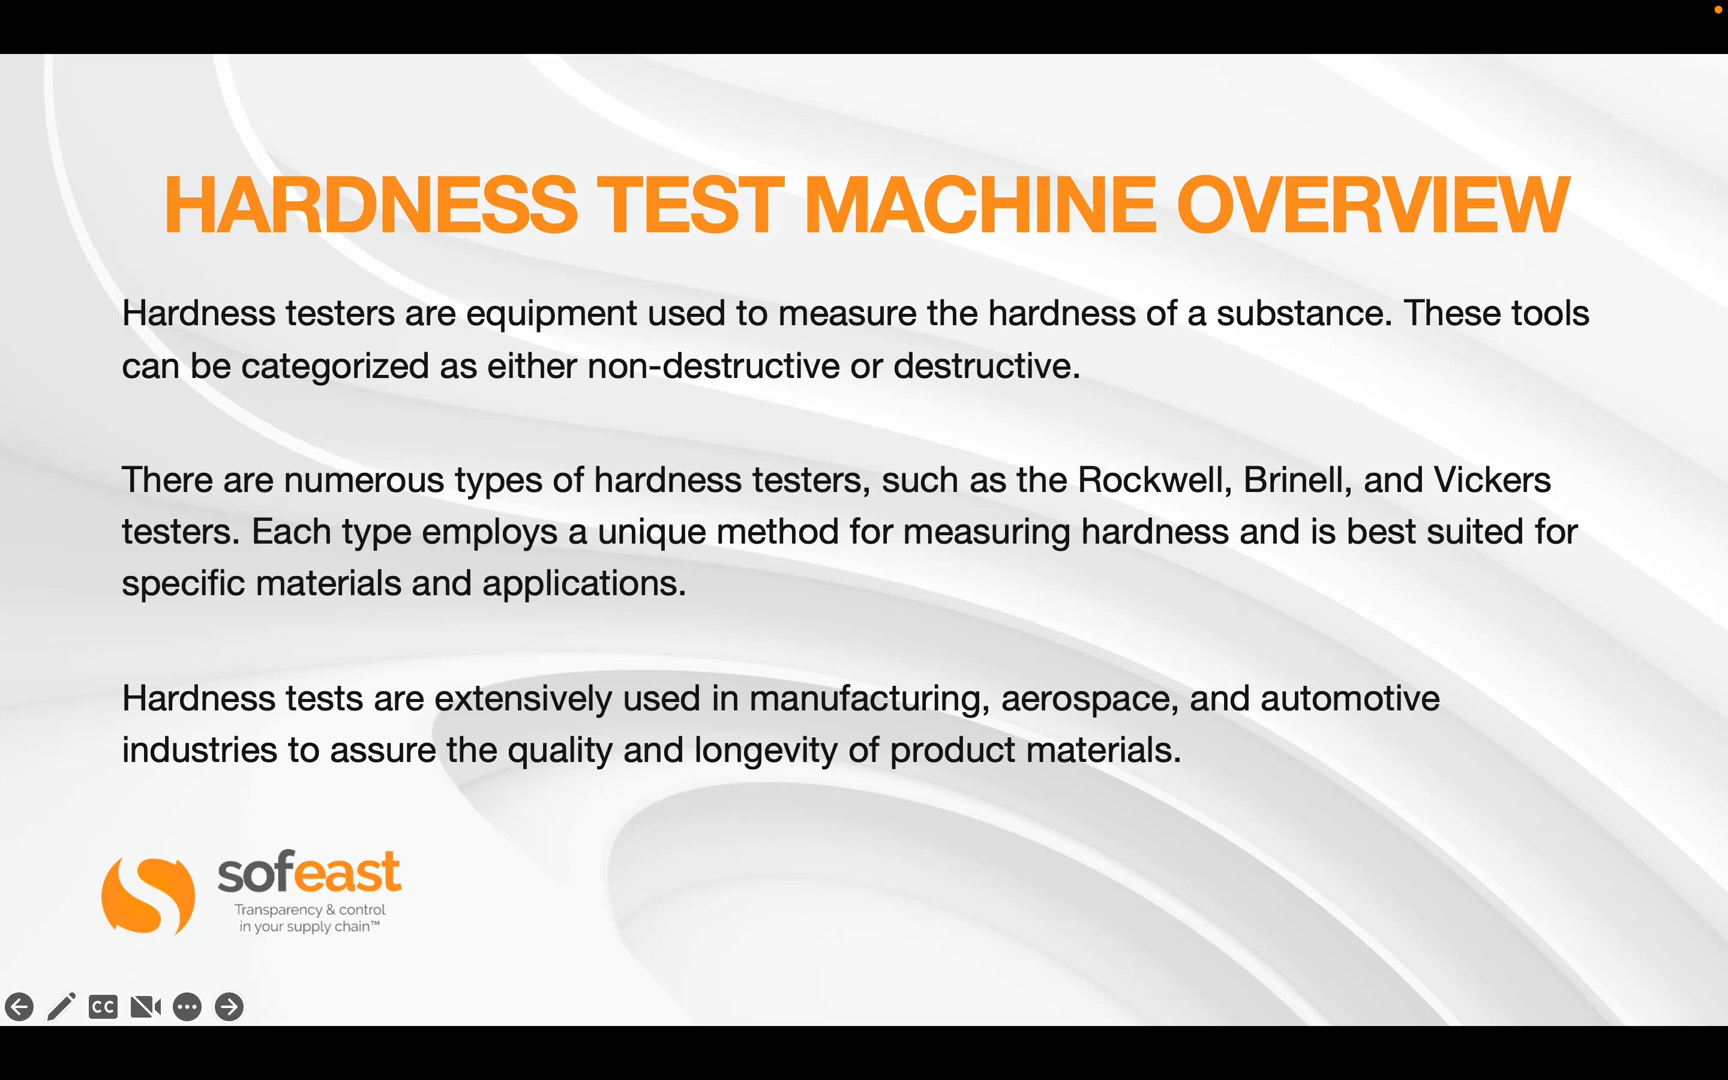 HARDNESS TEST MACHINE OVERVIEW
Hardness testers are equipment used to measure the hardness of a substance. These tools
can be categorized as either non-destructive or destructive.
There are numerous types of hardness testers, such as the Rockwell, Brinell, and Vickers
testers. Each type employs a unique method for measuring hardness and is best suited for
specific materials and applications.
Hardness tests are extensively used in manufacturing, aerospace, and automotive
industries to assure the quality and longevity of product materials.
sofeast
Transparency & control
in your supply chain™
CC